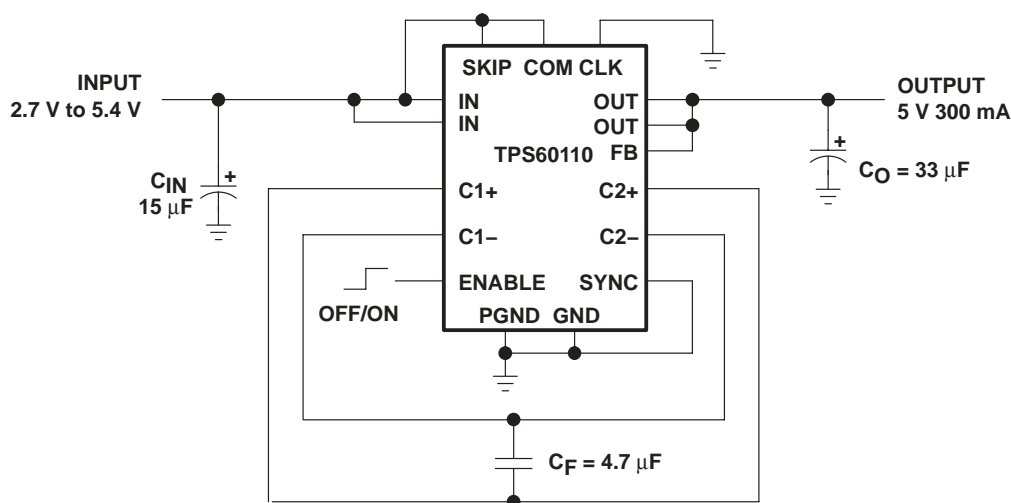 SKIP COM CLK
INPUT
2.7 V to 5.4 V
IN
IN
OUT
OUT
FB
TPS60110
OUTPUT
5 V 300 mA
CIN
15 μF
+
+
CO = 33 μF
C1+
C2+
C1–
C2–
ENABLE
SYNC
OFF/ON
PGND GND
CF = 4.7 μF